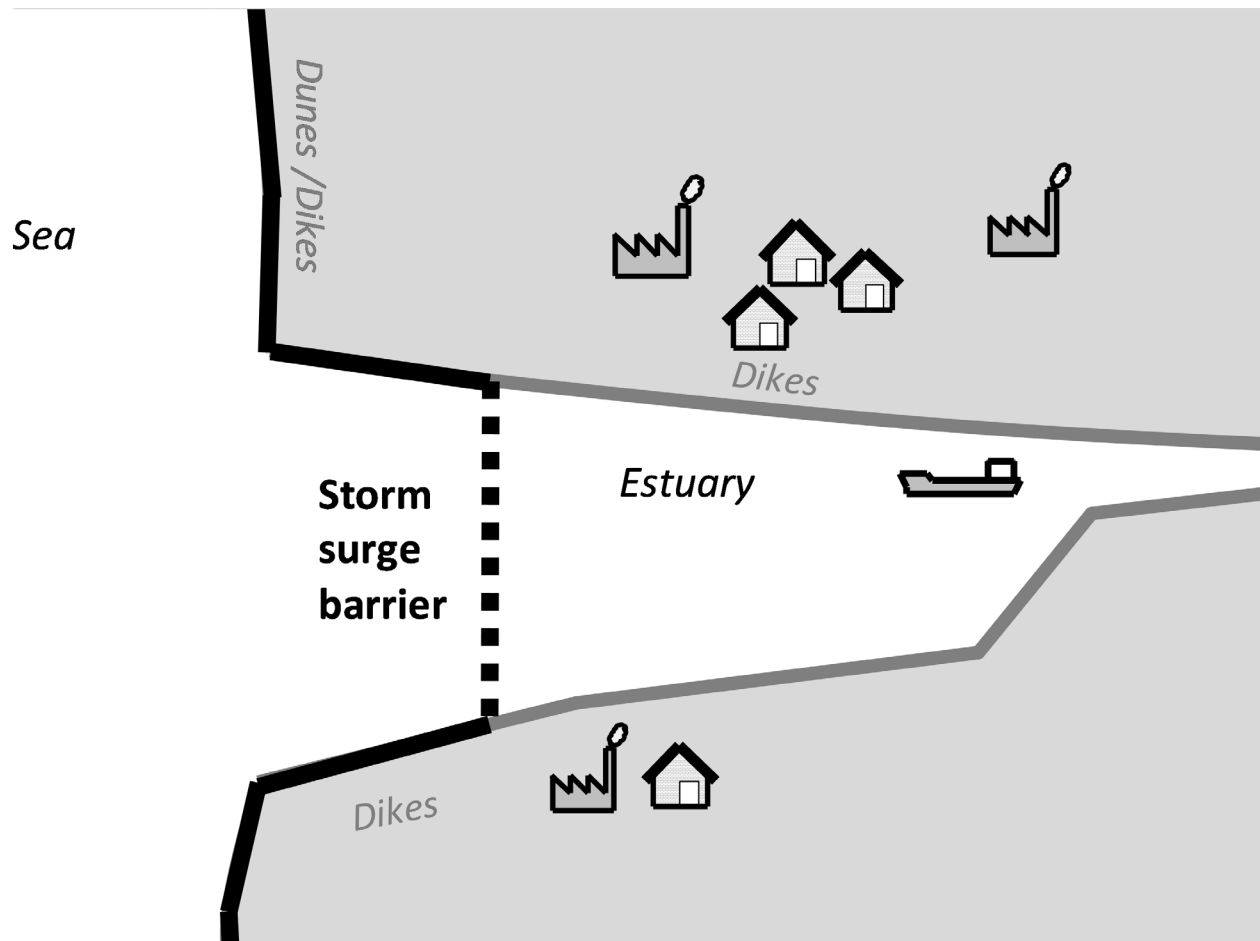 Dunes /Dikes
Sea
Dikes
Storm
surge
barrier
Estuary
Dikes